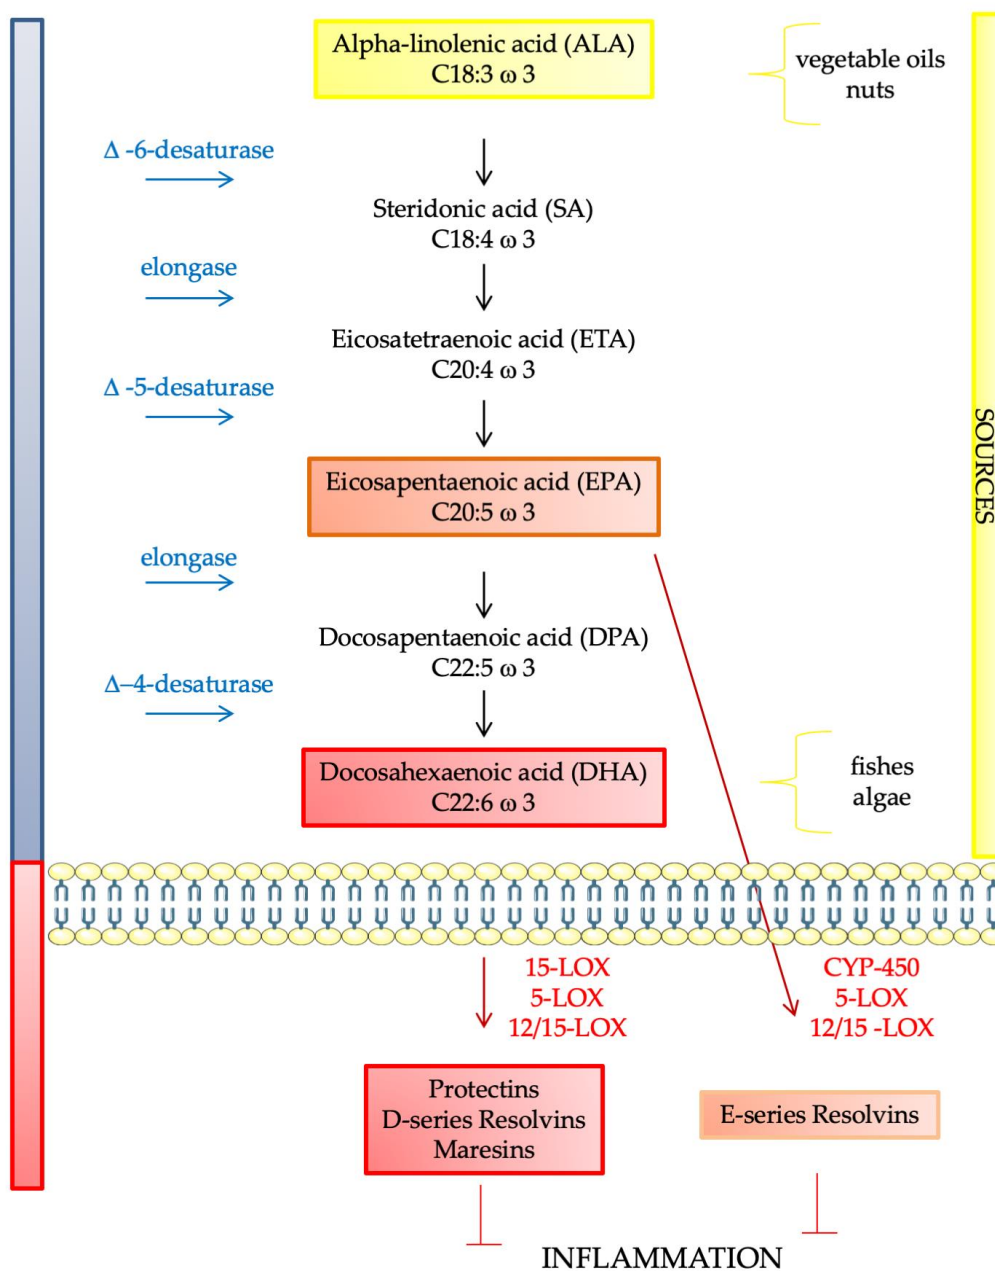 Alpha-linolenic acid (ALA)
C18:3 ω 3
vegetable oils
nuts
Δ -6-desaturase
Steridonic acid (SA)
C18:4 ω 3
elongase
Eicosatetraenoic acid (ETA)
C20:4 ω 3
Δ -5-desaturase
Eicosapentaenoic acid (EPA)
C20:5 ω 3
SOURCES
elongase
Docosapentaenoic acid (DPA)
C22:5 ω 3
Δ–4-desaturase
Docosahexaenoic acid (DHA)
C22:6 ω 3
fishes
algae
15-LOX
5-LOX
12/15-LOX
CYP-450
5-LOX
12/15 -LOX
Protectins
D-series Resolvins
Maresins
E-series Resolvins
INFLAMMATION